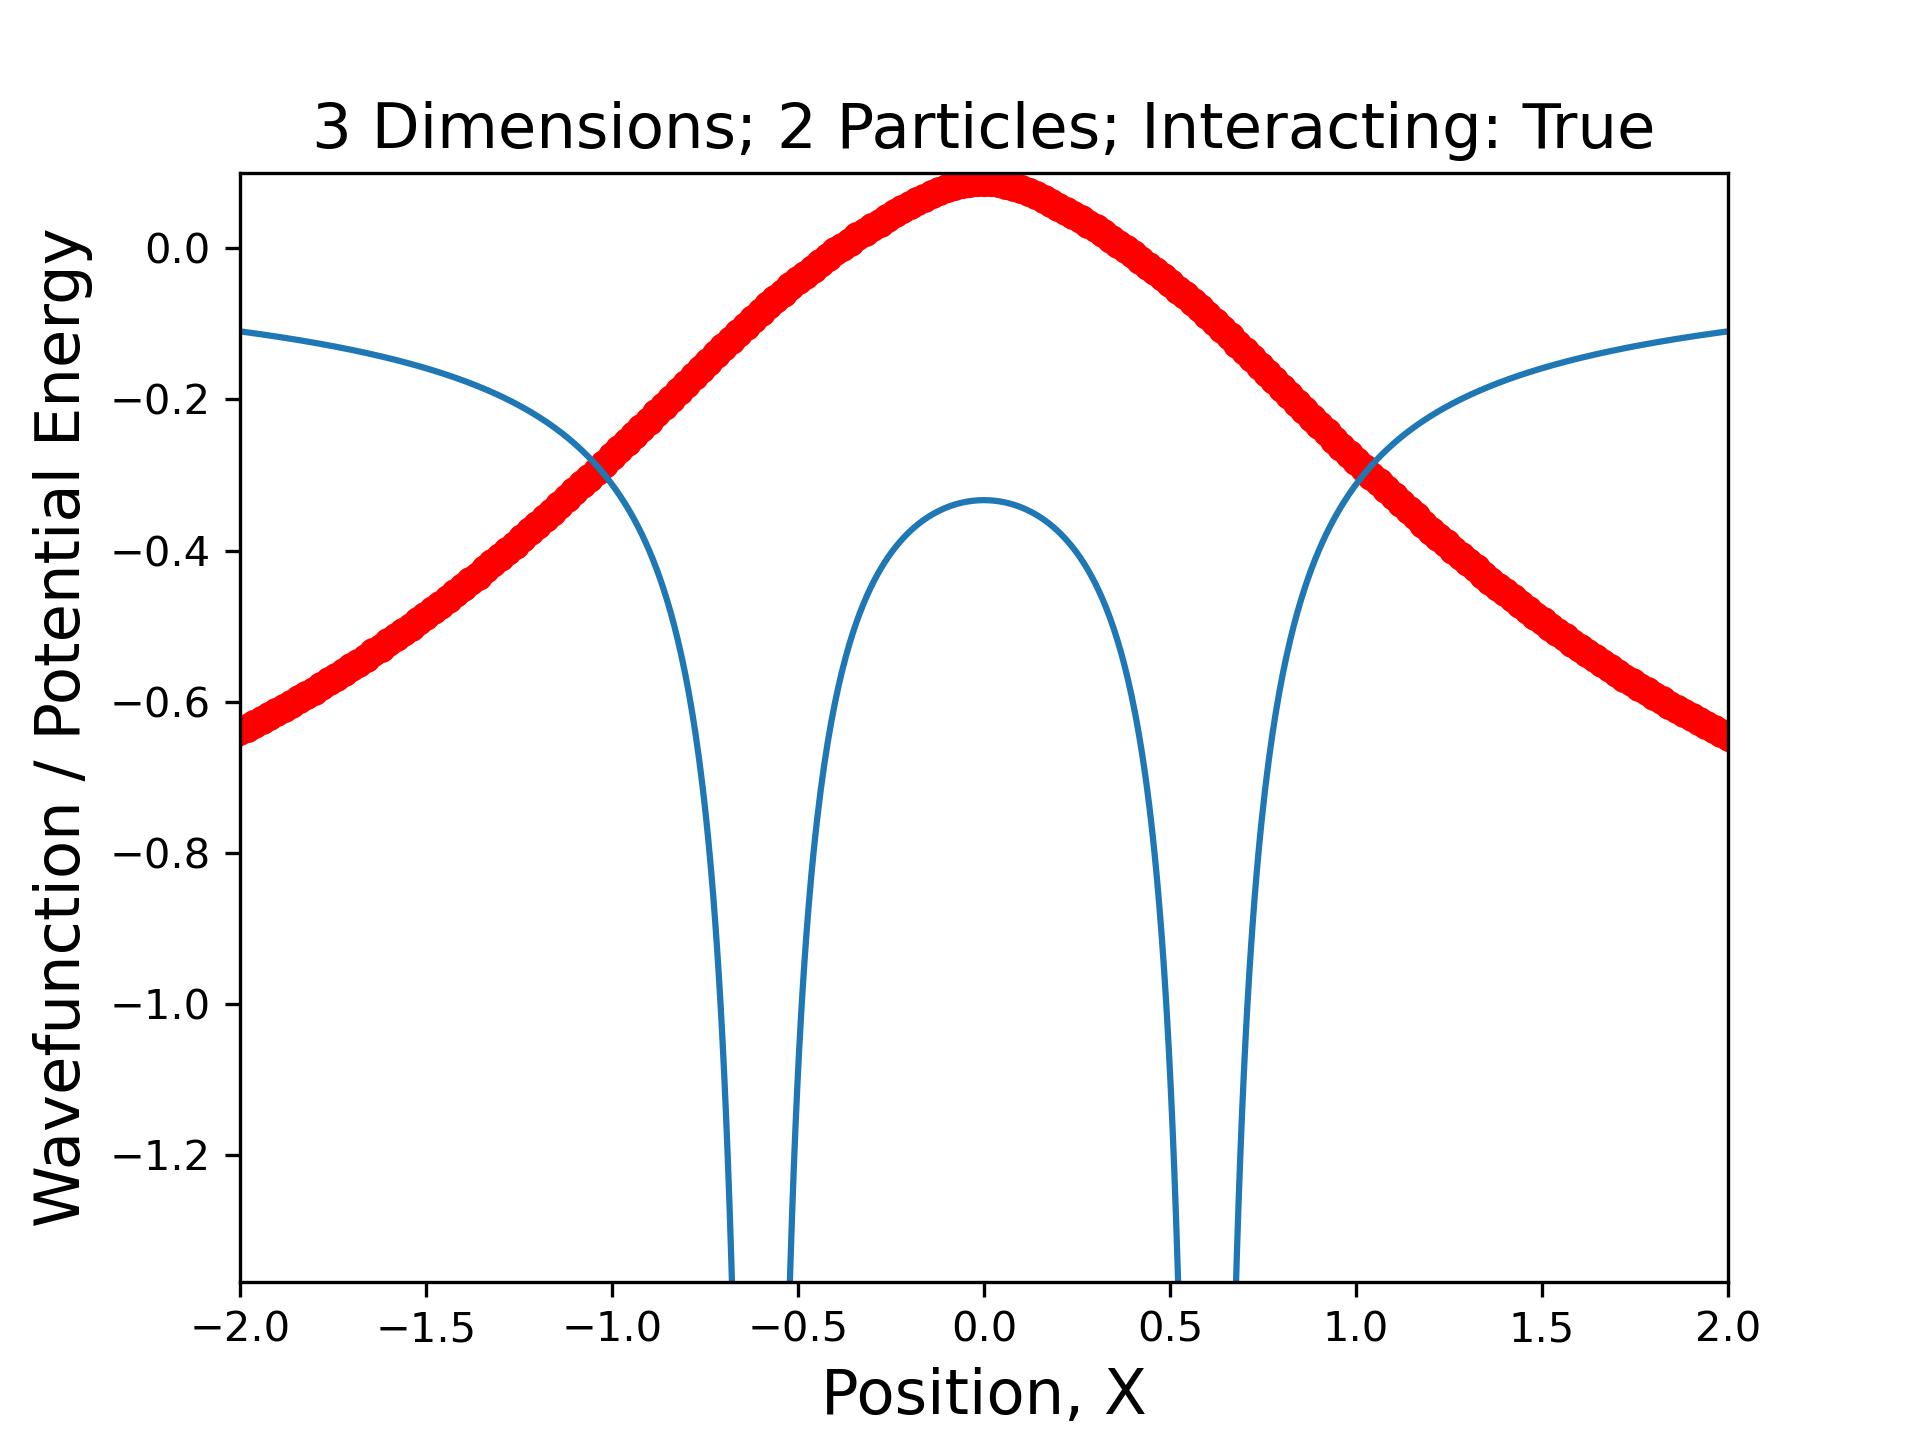 3 Dimensions; 2 Particles; Interacting: True
Wavefunction / Potential Energy
0.0
−0.2
−0.4
−0.6
−0.8
−1.0
−1.2
−2.0 −1.5 −1.0 −0.5 0.0 0.5 1.0 1.5 2.0
Position, X